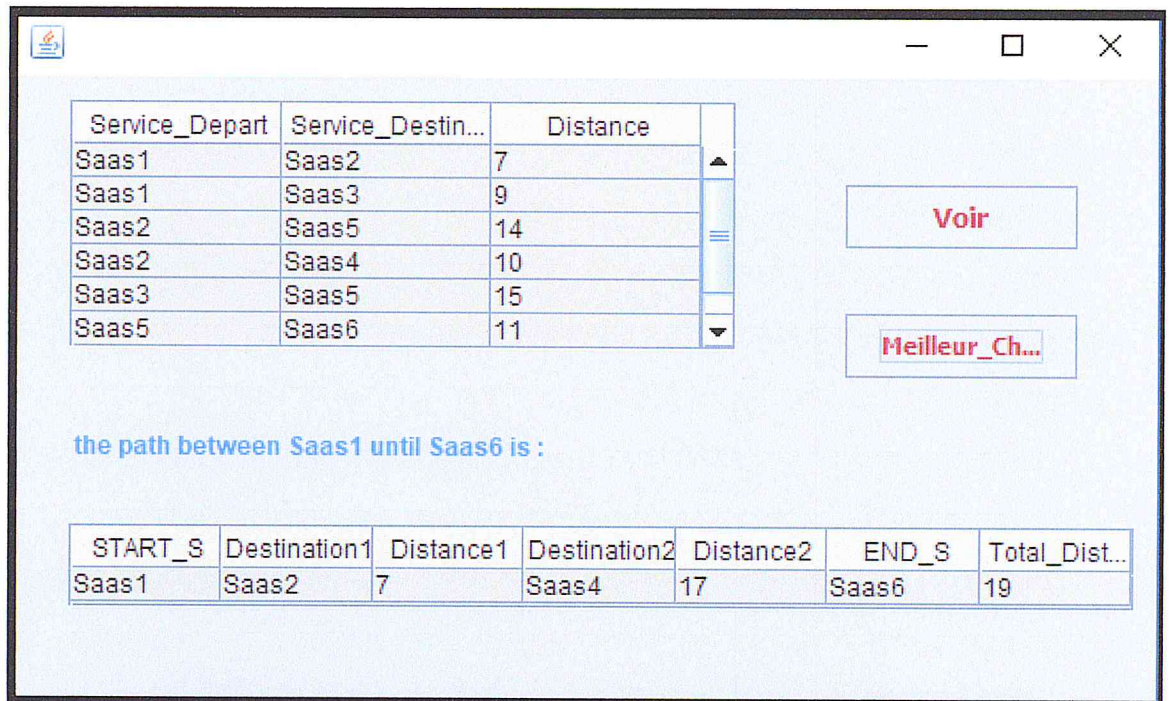 Service_Depart Service_Destin... Distance
Saas1 Saas2 7
Saas1 Saas3 9
Saas2 Saas5 14
Saas2 Saas4 10
Saas3 Saas5 15
Saas5 Saas6 11
Voir
Meilleur_Ch...
the path between Saas1 until Saas6 is :
START_S Destination1 Distance1 Destination2 Distance2 END_S Total_Dist...
Saas1 Saas2 7 Saas4 17 Saas6 19